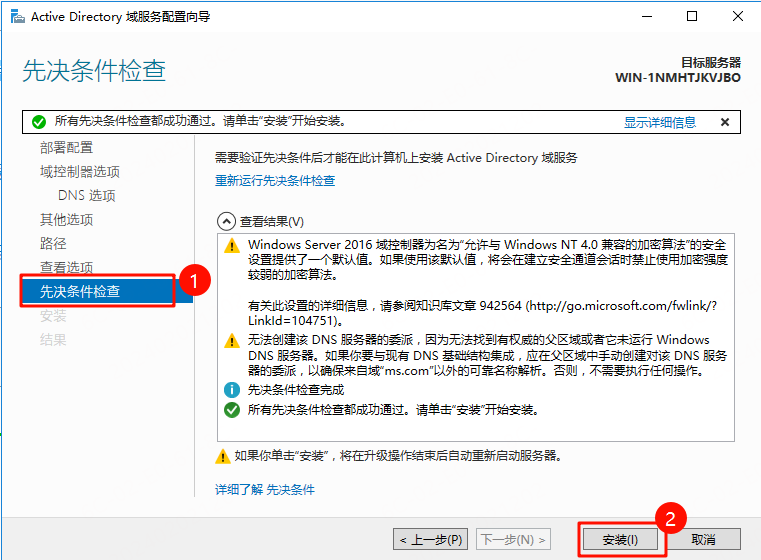 Active Directory 域服务配置向导
先决条件检查
目标服务器
WIN-1NMHTJKVJBO
所有先决条件检查都成功通过。请单击“安装”开始安装。
显示详细信息
部署配置
域控制器选项
DNS 选项
其他选项
路径
查看选项
先决条件检查
1
安装
结果
需要验证先决条件后才能在此计算机上安装 Active Directory 域服务
重新运行先决条件检查
查看结果(V)
Windows Server 2016 域控制器为名为“允许与 Windows NT 4.0 兼容的加密算法”的安全
设置提供了一个默认值。如果使用该默认值，将会在建立安全通道会话时禁止使用加密强度
较弱的加密算法。
有关此设置的详细信息，请参阅知识库文章 942564 (http://go.microsoft.com/fwlink/?
LinkId=104751)。
无法创建该 DNS 服务器的委派，因为无法找到有权威的父区域或者它未运行 Windows
DNS 服务器。如果你要与现有 DNS 基础结构集成，应在父区域中手动创建对该 DNS 服务
器的委派，以确保来自域“ms.com”以外的可靠名称解析。否则，不需要执行任何操作。
先决条件检查完成
所有先决条件检查都成功通过。请单击“安装”开始安装。
如果你单击“安装”，将在升级操作结束后自动重新启动服务器。
详细了解 先决条件
2
< 上一步(P)
下一步(N) >
安装(I)
取消